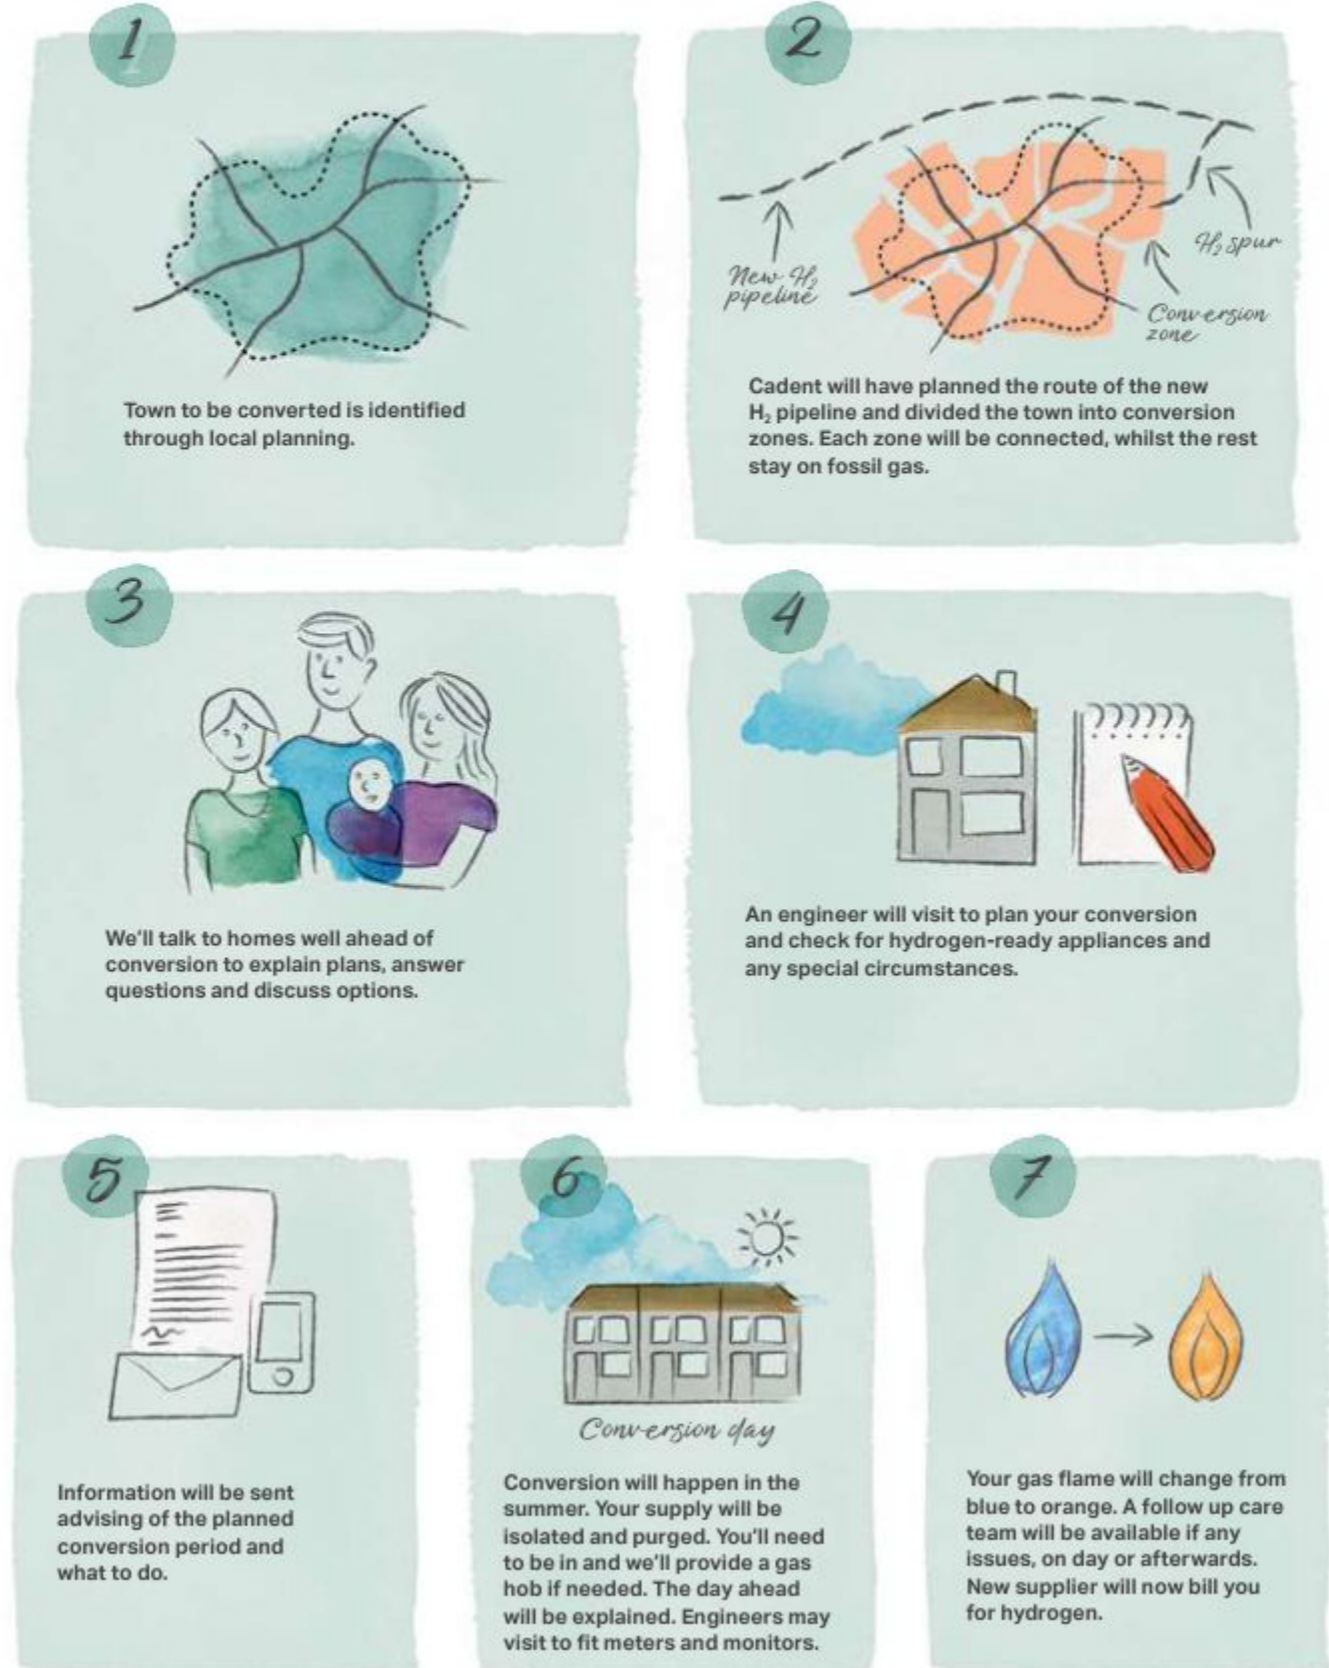 1
Town to be converted is identified
through local planning.
2
New H₂
pipeline
H₂ spur
Conversion
zone
Cadent will have planned the route of the new
H₂ pipeline and divided the town into conversion
zones. Each zone will be connected, whilst the rest
stay on fossil gas.
3
We'll talk to homes well ahead of
conversion to explain plans, answer
questions and discuss options.
4
An engineer will visit to plan your conversion
and check for hydrogen-ready appliances and
any special circumstances.
5
Information will be sent
advising of the planned
conversion period and
what to do.
6
Conversion day
Conversion will happen in the
summer. Your supply will be
isolated and purged. You'll need
to be in and we'll provide a gas
hob if needed. The day ahead
will be explained. Engineers may
visit to fit meters and monitors.
7
Your gas flame will change from
blue to orange. A follow up care
team will be available if any
issues, on day or afterwards.
New supplier will now bill you
for hydrogen.